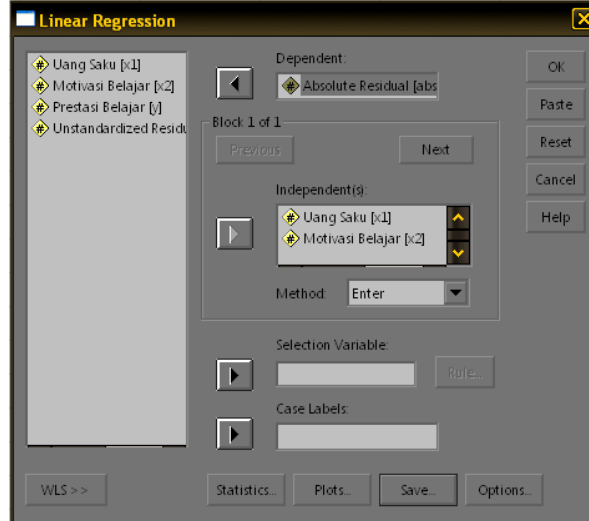 Linear Regression
Uang Saku [x1]
Motivasi Belajar [x2]
Prestasi Belajar [y]
Unstandardized Residu
Dependent:
Absolute Residual [abs
Block 1 of 1
Previous
Next
Independent(s):
Uang Saku [x1]
Motivasi Belajar [x2]
Method:
Enter
Selection Variable:
Rule...
Case Labels:
OK
Paste
Reset
Cancel
Help
WLS >>
Statistics...
Plots...
Save...
Options...